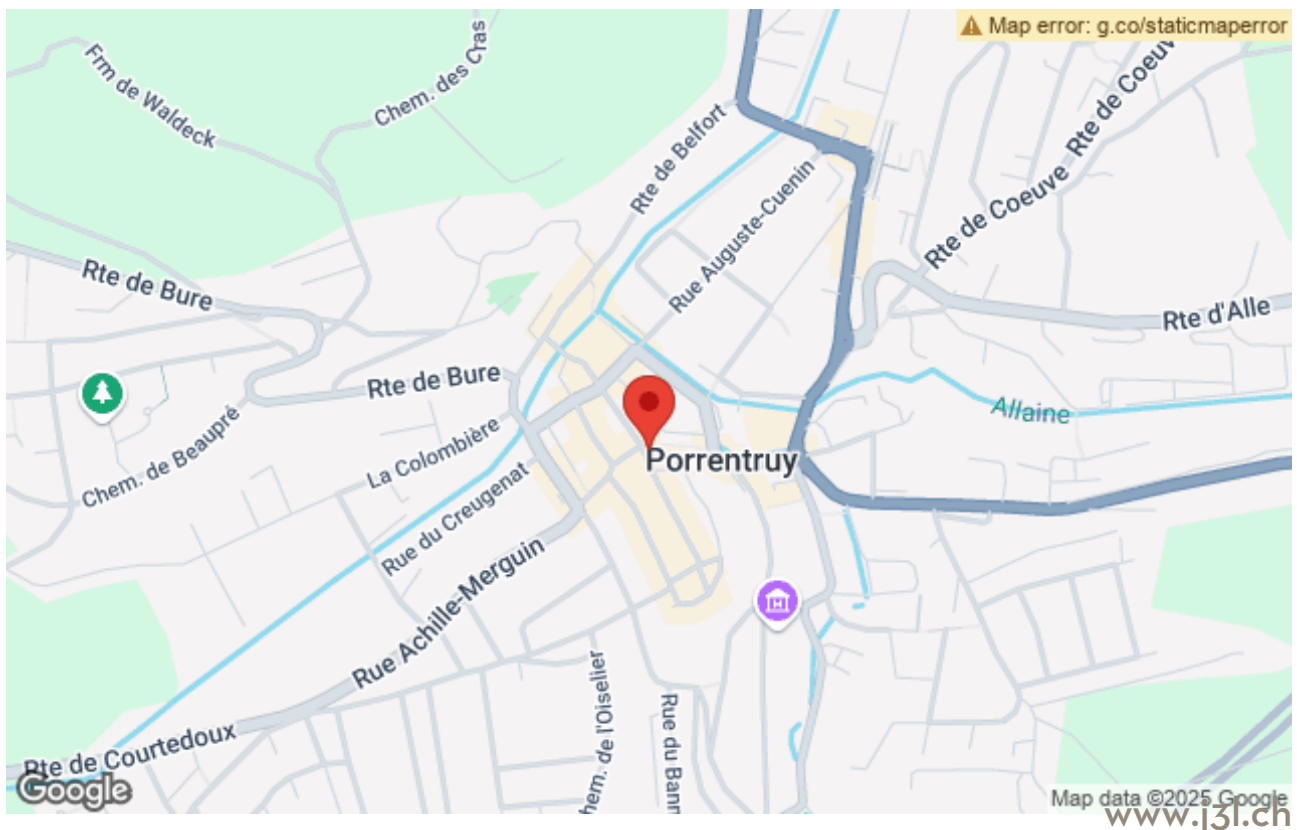 Map error: g.co/staticmaperror
Frm de Waldeck
Chem. des Cras
Rte de Belfort
Rte de Coeuv
Rte de Coeuve
Rue Auguste-Cuenin
Rte de Bure
Rte d'Alle
Rte de Bure
Allaine
Chem. de Beaupré
La Colombière
Porrentruy
Rue du Creugenat
Rue Achille-Merguin
Chem. de l'Oiselier
Rue du Bann
Rte de Courtedoux
Google
Map data ©2025 Google
www.j3l.ch